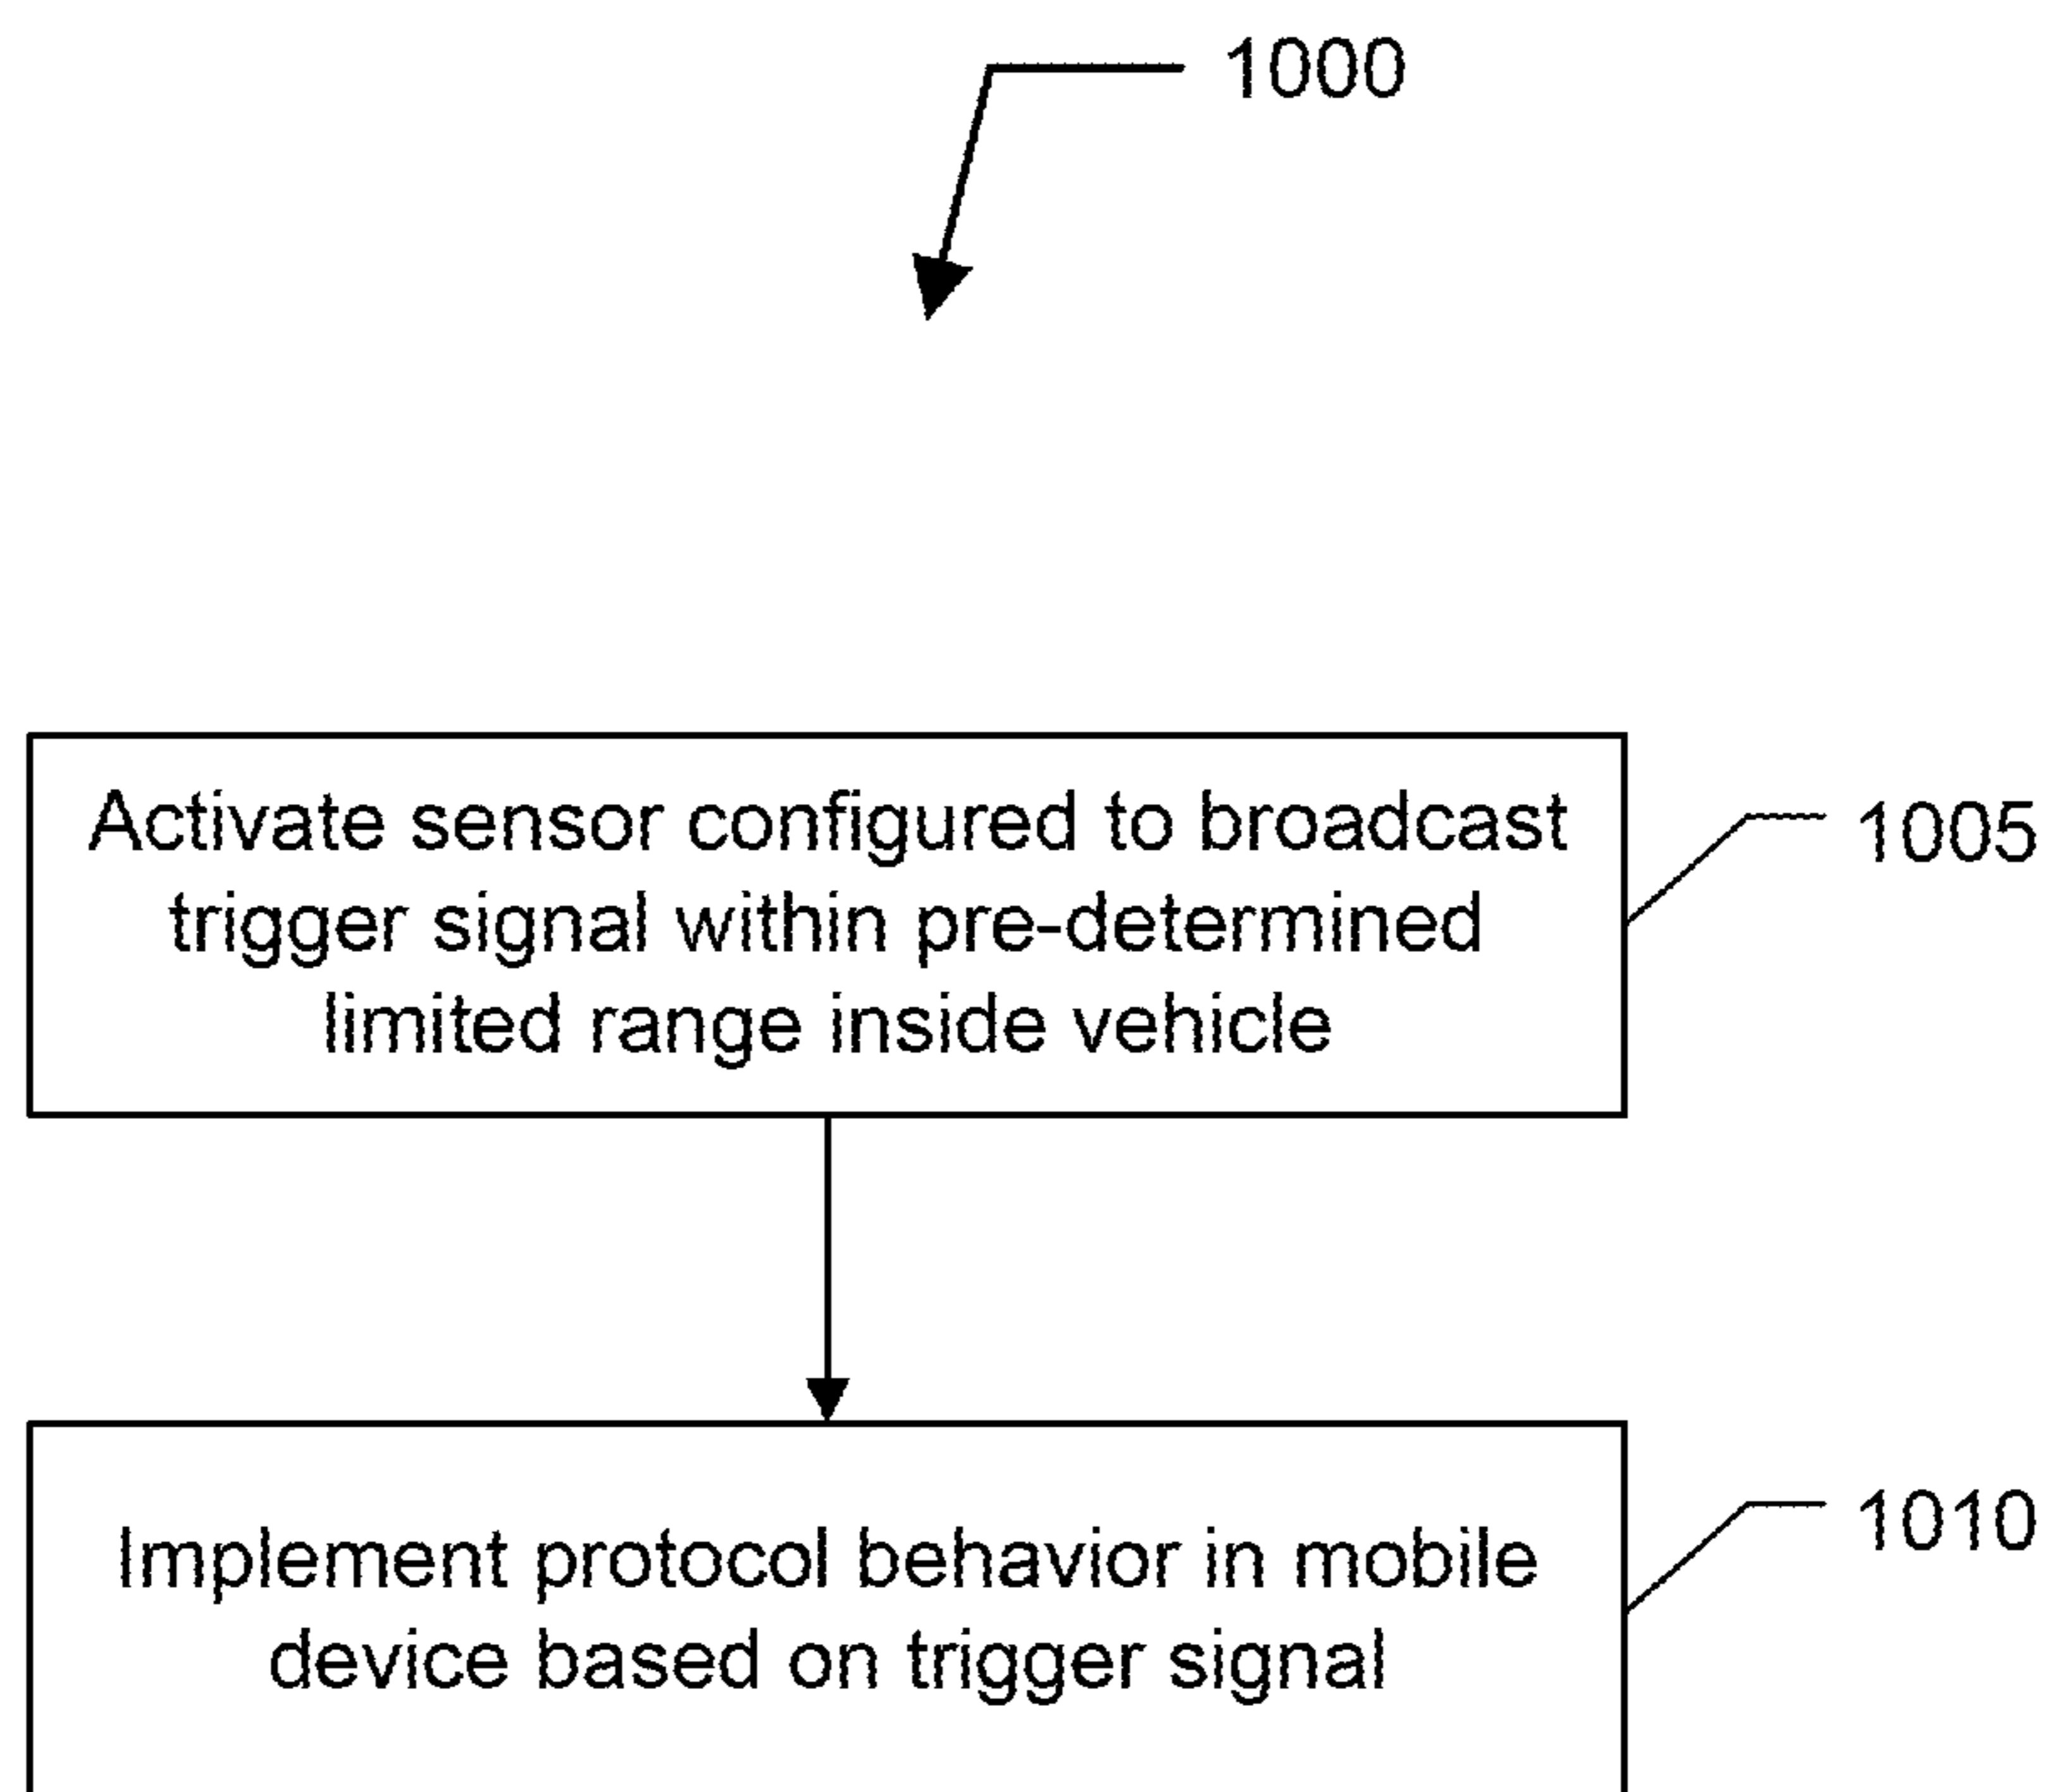 1000
Activate sensor configured to broadcast
trigger signal within pre-determined
limited range inside vehicle
1005
Implement protocol behavior in mobile
device based on trigger signal
1010